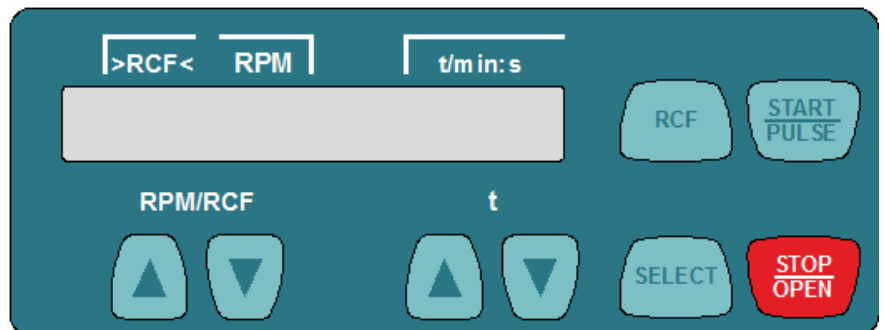 >RCF< RPM t/min:s
RCF
START
PULSE
RPM/RCF t
SELECT
STOP
OPEN